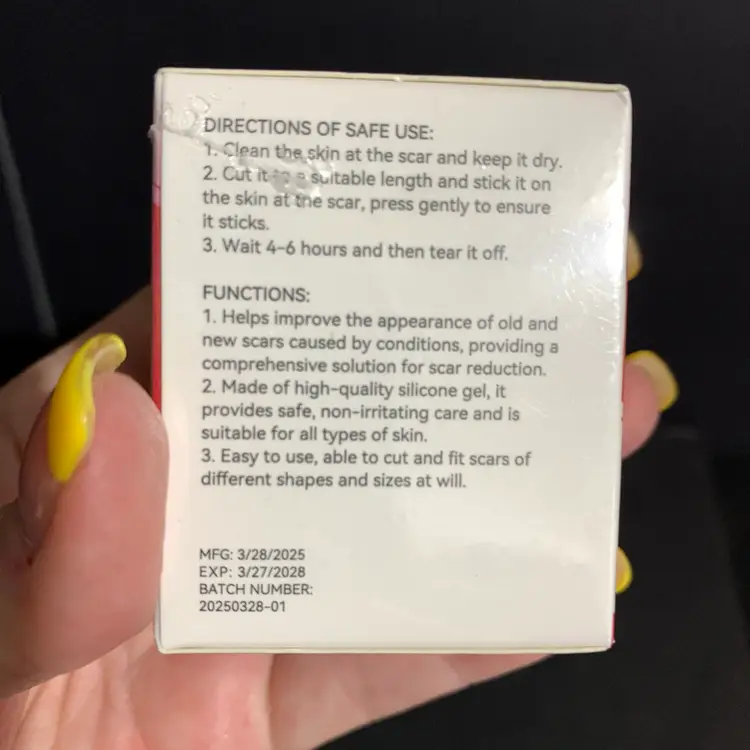 DIRECTIONS OF SAFE USE:
1. Clean the skin at the scar and keep it dry.
2. Cut it to a suitable length and stick it on
the skin at the scar, press gently to ensure
it sticks.
3. Wait 4-6 hours and then tear it off.
FUNCTIONS:
1. Helps improve the appearance of old and
new scars caused by conditions, providing a
comprehensive solution for scar reduction.
2. Made of high-quality silicone gel, it
provides safe, non-irritating care and is
suitable for all types of skin.
3. Easy to use, able to cut and fit scars of
different shapes and sizes at will.
MFG: 3/28/2025
EXP: 3/27/2028
BATCH NUMBER:
20250328-01